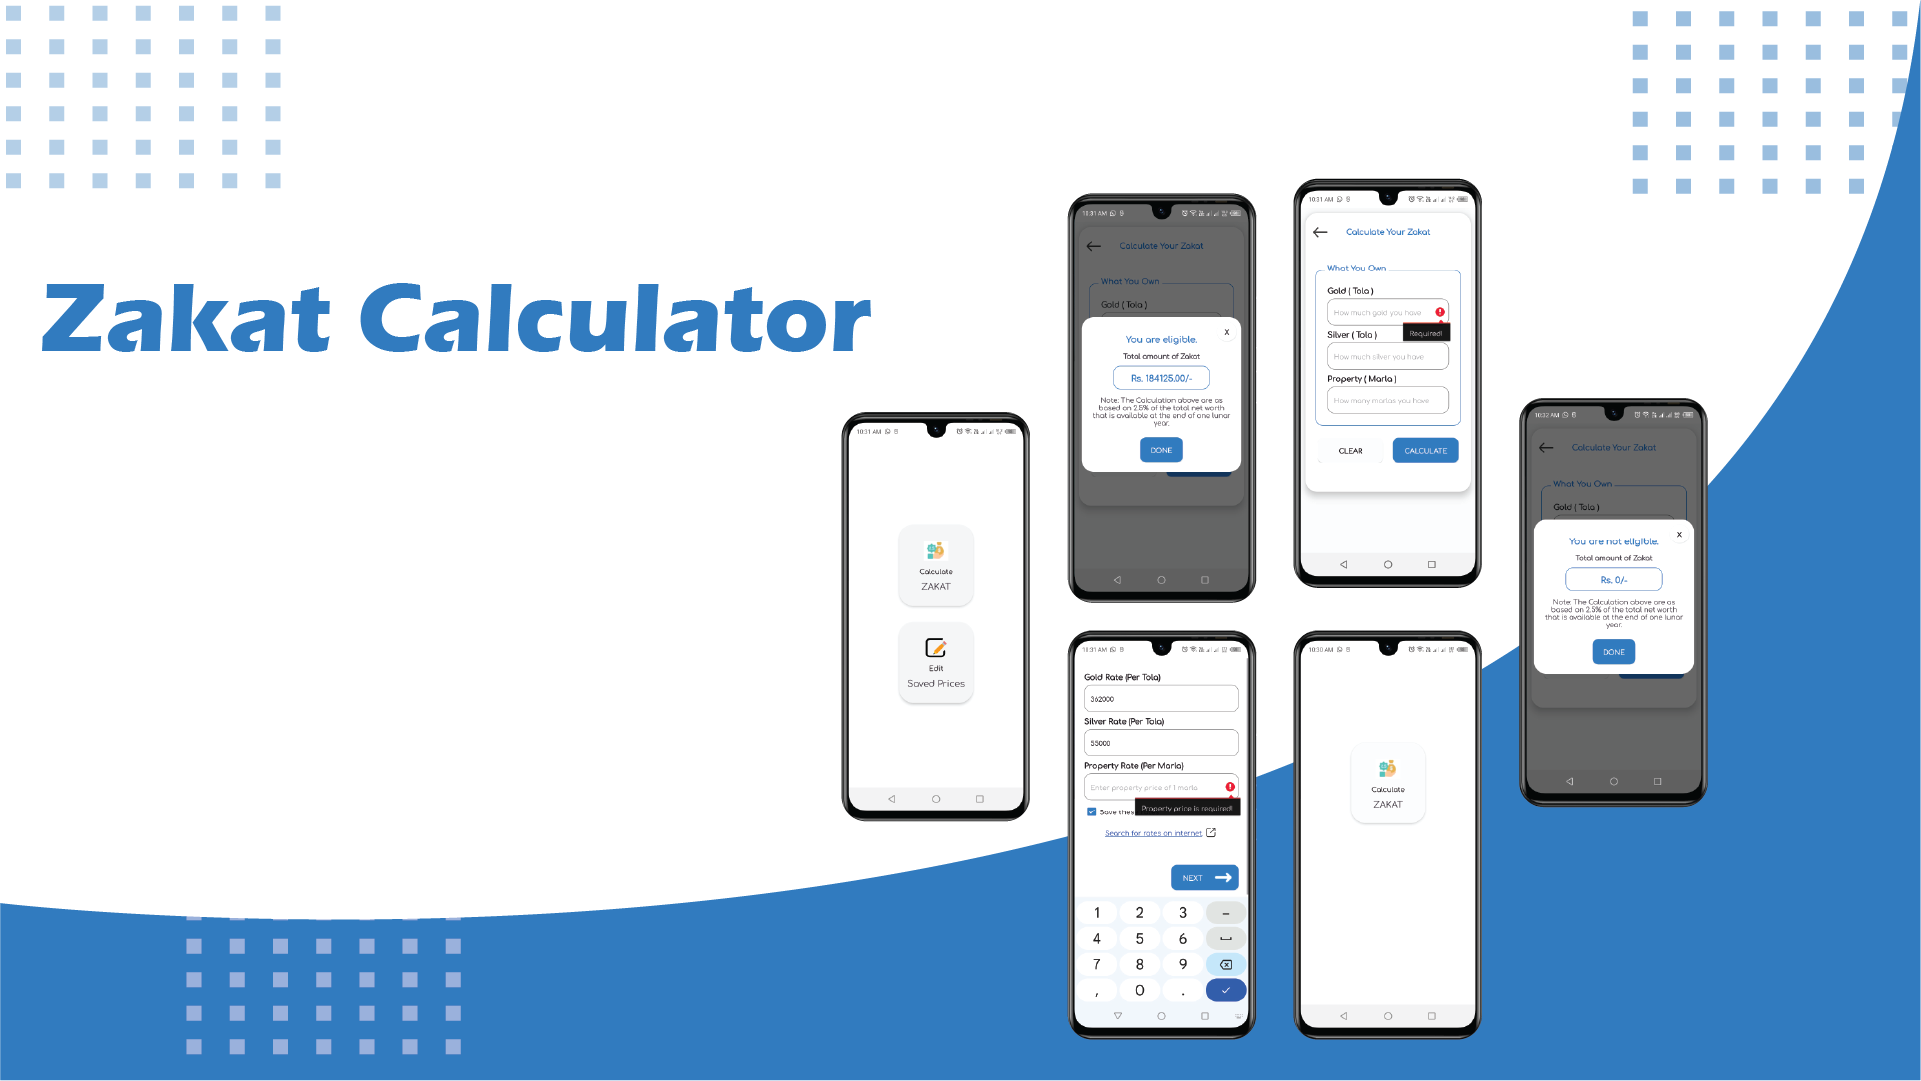 Zakat Calculator
10:31 AM
Calculate
ZAKAT
Edit
Saved Prices
10:31 AM
Calculate Your Zakat
What You Own
Gold ( Tola )
X
You are eligible.
Total amount of Zakat
Rs. 184125.00/-
Note: The Calculation above are as
based on 2.5% of the total net worth
that is available at the end of one lunar
year.
DONE
10:31 AM
Calculate Your Zakat
What You Own
Gold ( Tola )
How much gold you have
Required!
Silver ( Tola )
How much silver you have
Property ( Marla )
How many marlas you have
CLEAR
CALCULATE
10:31 AM
Gold Rate (Per Tola)
362000
Silver Rate (Per Tola)
55000
Property Rate (Per Marla)
Enter property price of 1 marla
Property price is required!
Save thes
Search for rates on internet
NEXT
1 2 3 –
4 5 6
7 8 9
, 0 .
10:30 AM
Calculate
ZAKAT
10:32 AM
Calculate Your Zakat
What You Own
Gold ( Tola )
X
You are not eligible.
Total amount of Zakat
Rs. 0/-
Note: The Calculation above are as
based on 2.5% of the total net worth
that is available at the end of one lunar
year.
DONE